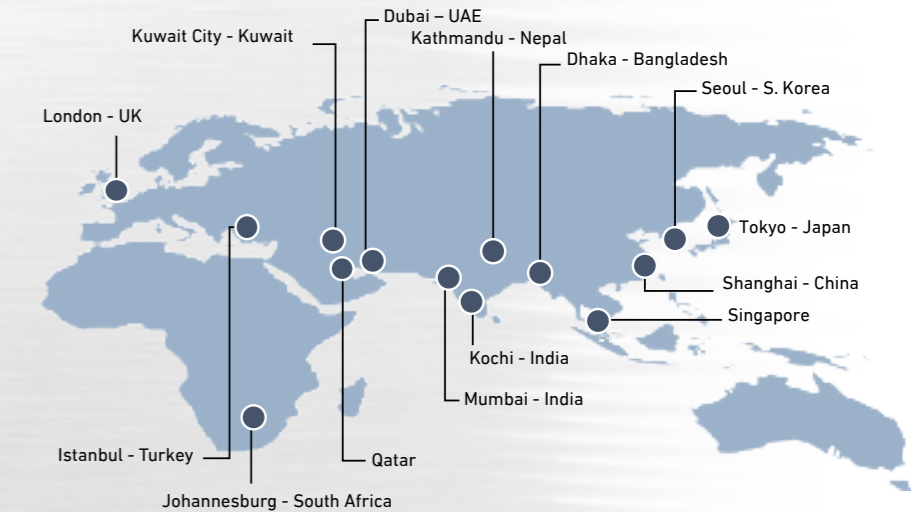 Dubai – UAE
Kuwait City - Kuwait
Kathmandu - Nepal
Dhaka - Bangladesh
Seoul - S. Korea
London - UK
Tokyo - Japan
Shanghai - China
Singapore
Kochi - India
Mumbai - India
Istanbul - Turkey
Qatar
Johannesburg - South Africa